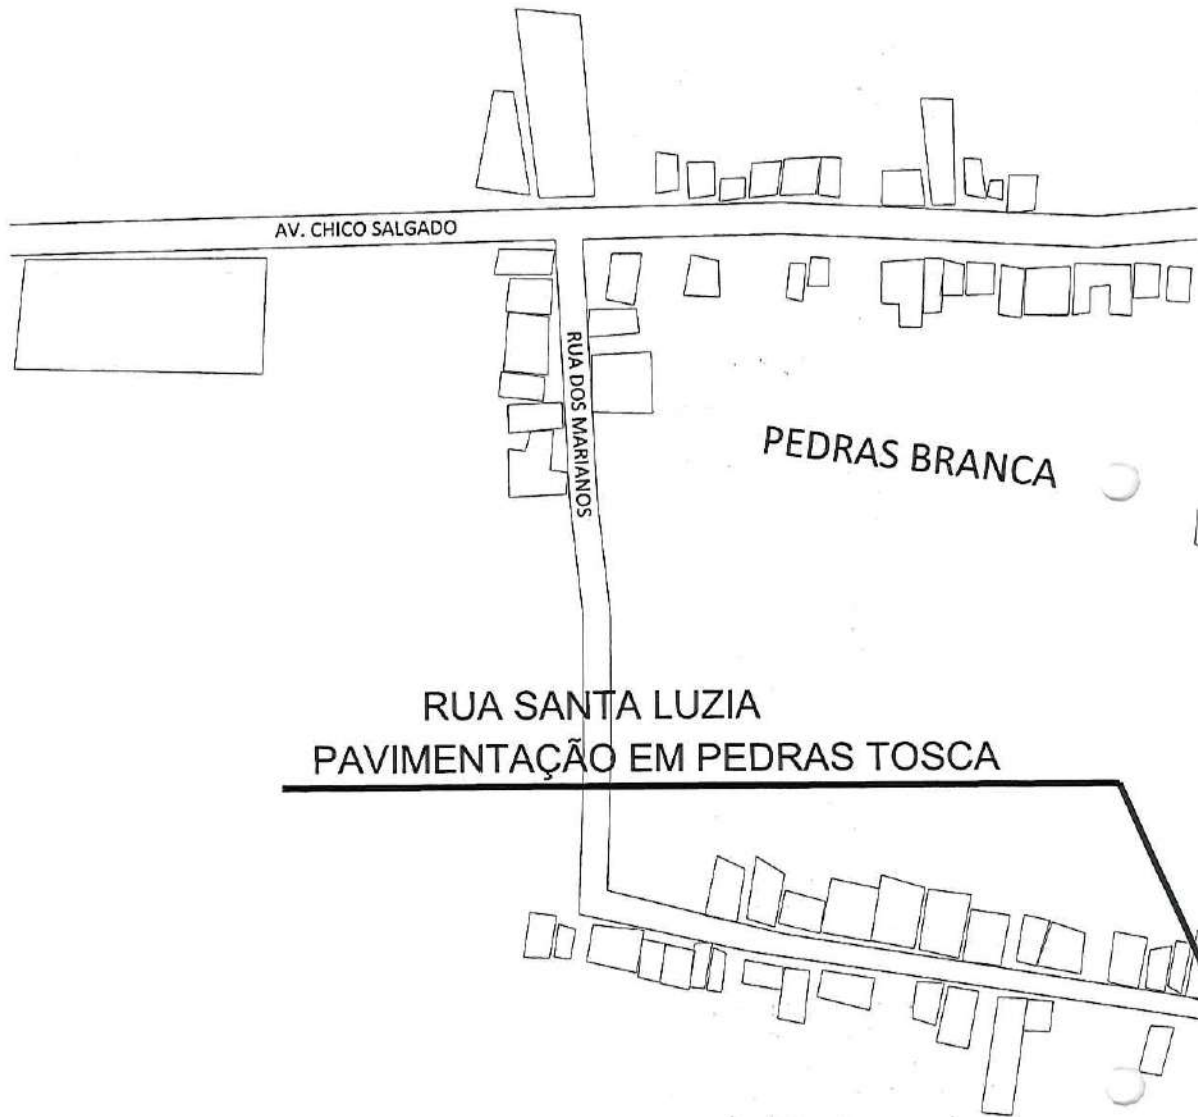 AV. CHICO SALGADO
RUA DOS MARIANOS
PEDRAS BRANCA
RUA SANTA LUZIA
PAVIMENTAÇÃO EM PEDRAS TOSCA